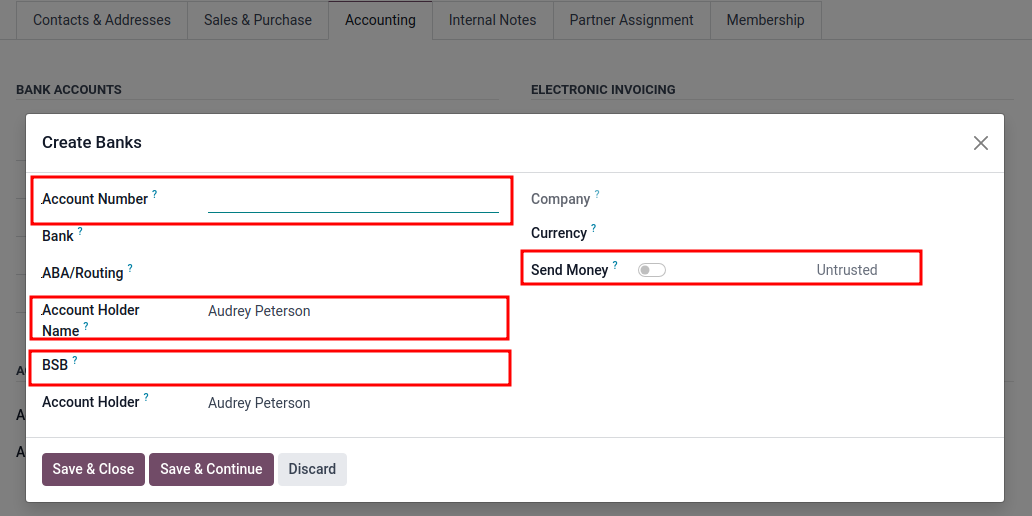 Contacts & Addresses
Sales & Purchase
Accounting
Internal Notes
Partner Assignment
Membership
BANK ACCOUNTS
ELECTRONIC INVOICING
Create Banks
Account Number ?
Bank ?
ABA/Routing ?
Account Holder
Name ?
Audrey Peterson
BSB ?
Account Holder ?
Audrey Peterson
Company ?
Currency ?
Send Money ?
Untrusted
A
A
A
Save & Close
Save & Continue
Discard